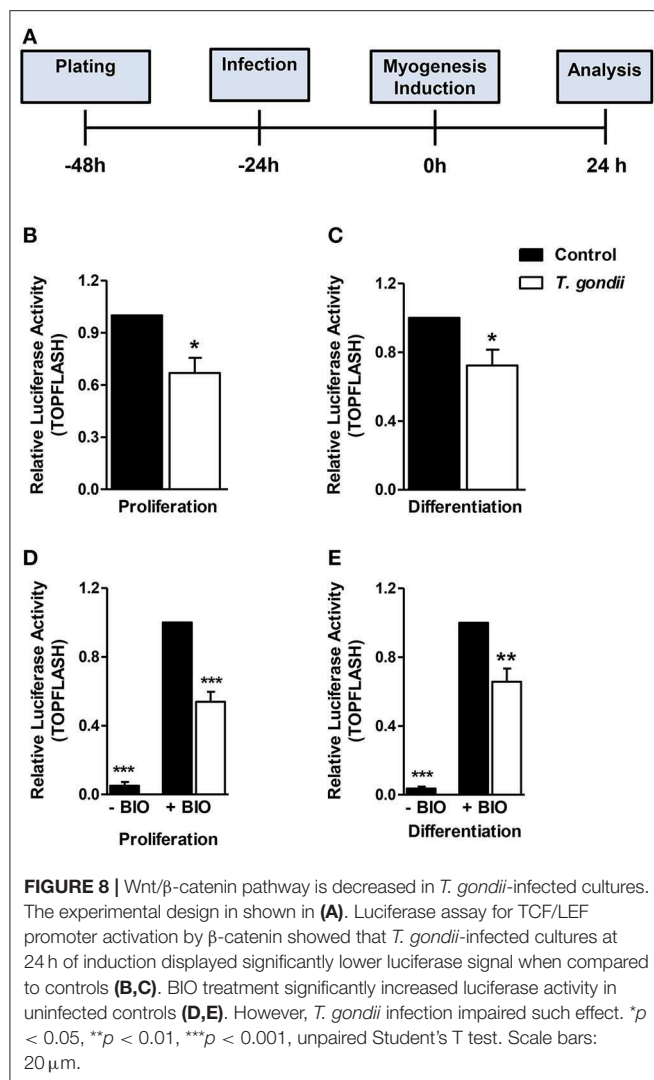 A
Plating
Infection
Myogenesis
Induction
Analysis
-48h
-24h
0h
24 h
B
Relative Luciferase Activity
(TOPFLASH)
1.2
0.9
0.6
0.3
0.0
*
Proliferation
C
Control
T. gondii
Relative Luciferase Activity
(TOPFLASH)
1.2
0.8
0.4
0.0
*
Differentiation
D
Relative Luciferase Activity
(TOPFLASH)
1.2
0.8
0.4
0.0
***
***
- BIO + BIO
Proliferation
E
Relative Luciferase Activity
(TOPFLASH)
1.2
0.8
0.4
0.0
***
**
- BIO + BIO
Differentiation
FIGURE 8 | Wnt/β-catenin pathway is decreased in T. gondii-infected cultures.
The experimental design in shown in (A). Luciferase assay for TCF/LEF
promoter activation by β-catenin showed that T. gondii-infected cultures at
24 h of induction displayed significantly lower luciferase signal when compared
to controls (B,C). BIO treatment significantly increased luciferase activity in
uninfected controls (D,E). However, T. gondii infection impaired such effect. *p
< 0.05, **p < 0.01, ***p < 0.001, unpaired Student's T test. Scale bars:
20 μm.